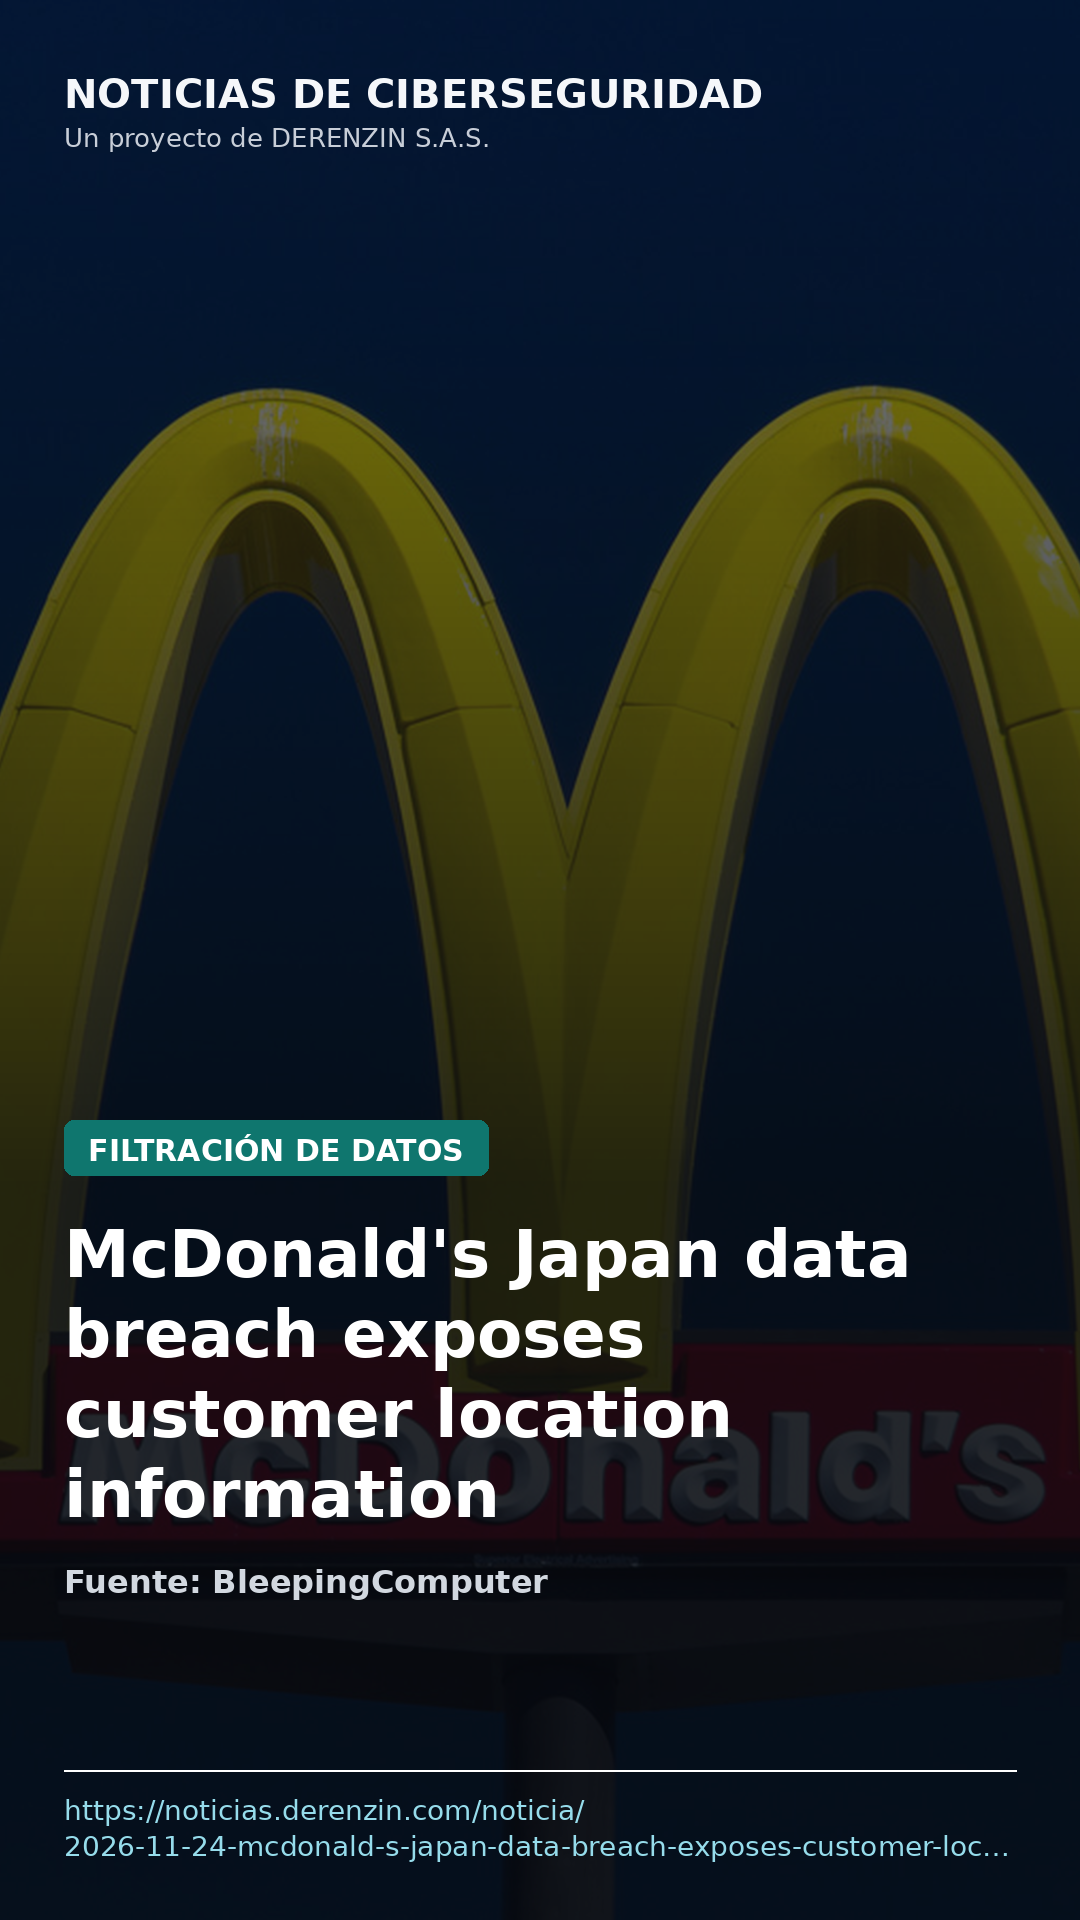 NOTICIAS DE CIBERSEGURIDAD
Un proyecto de DERENZIN S.A.S.
FILTRACIÓN DE DATOS
McDonald's Japan data
breach exposes
customer location
information
McDonald's
Fuente: BleepingComputer
https://noticias.derenzin.com/noticia/
2026-11-24-mcdonald-s-japan-data-breach-exposes-customer-loc…